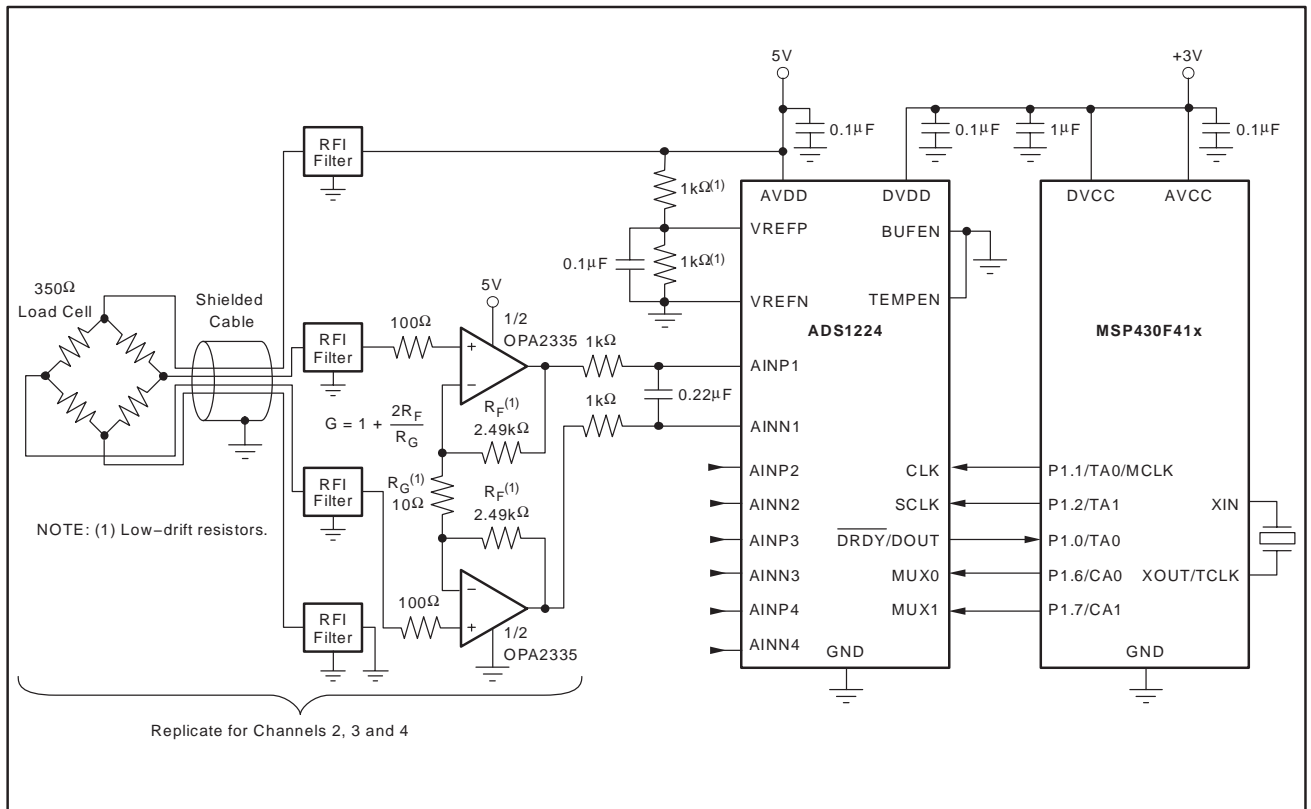 5V
+3V
0.1µF
0.1µF
1µF
0.1µF
RFI
Filter
1kΩ(1)
AVDD
DVDD
DVCC
AVCC
VREFP
BUFEN
0.1µF
1kΩ(1)
350Ω
Load Cell
Shielded
Cable
5V
VREFN
TEMPEN
ADS1224
MSP430F41x
RFI
Filter
100Ω
1/2
OPA2335
+
−
1kΩ
AINP1
0.22µF
1kΩ
AINN1
G = 1 + 2RF
RG
RF(1)
2.49kΩ
AINP2
CLK
P1.1/TA0/MCLK
RFI
Filter
RG(1)
10Ω
RF(1)
2.49kΩ
AINN2
SCLK
P1.2/TA1
XIN
NOTE: (1) Low−drift resistors.
AINP3
DRDY/DOUT
P1.0/TA0
AINN3
MUX0
P1.6/CA0
XOUT/TCLK
RFI
Filter
100Ω
−
+
1/2
OPA2335
AINP4
MUX1
P1.7/CA1
AINN4
GND
GND
Replicate for Channels 2, 3 and 4